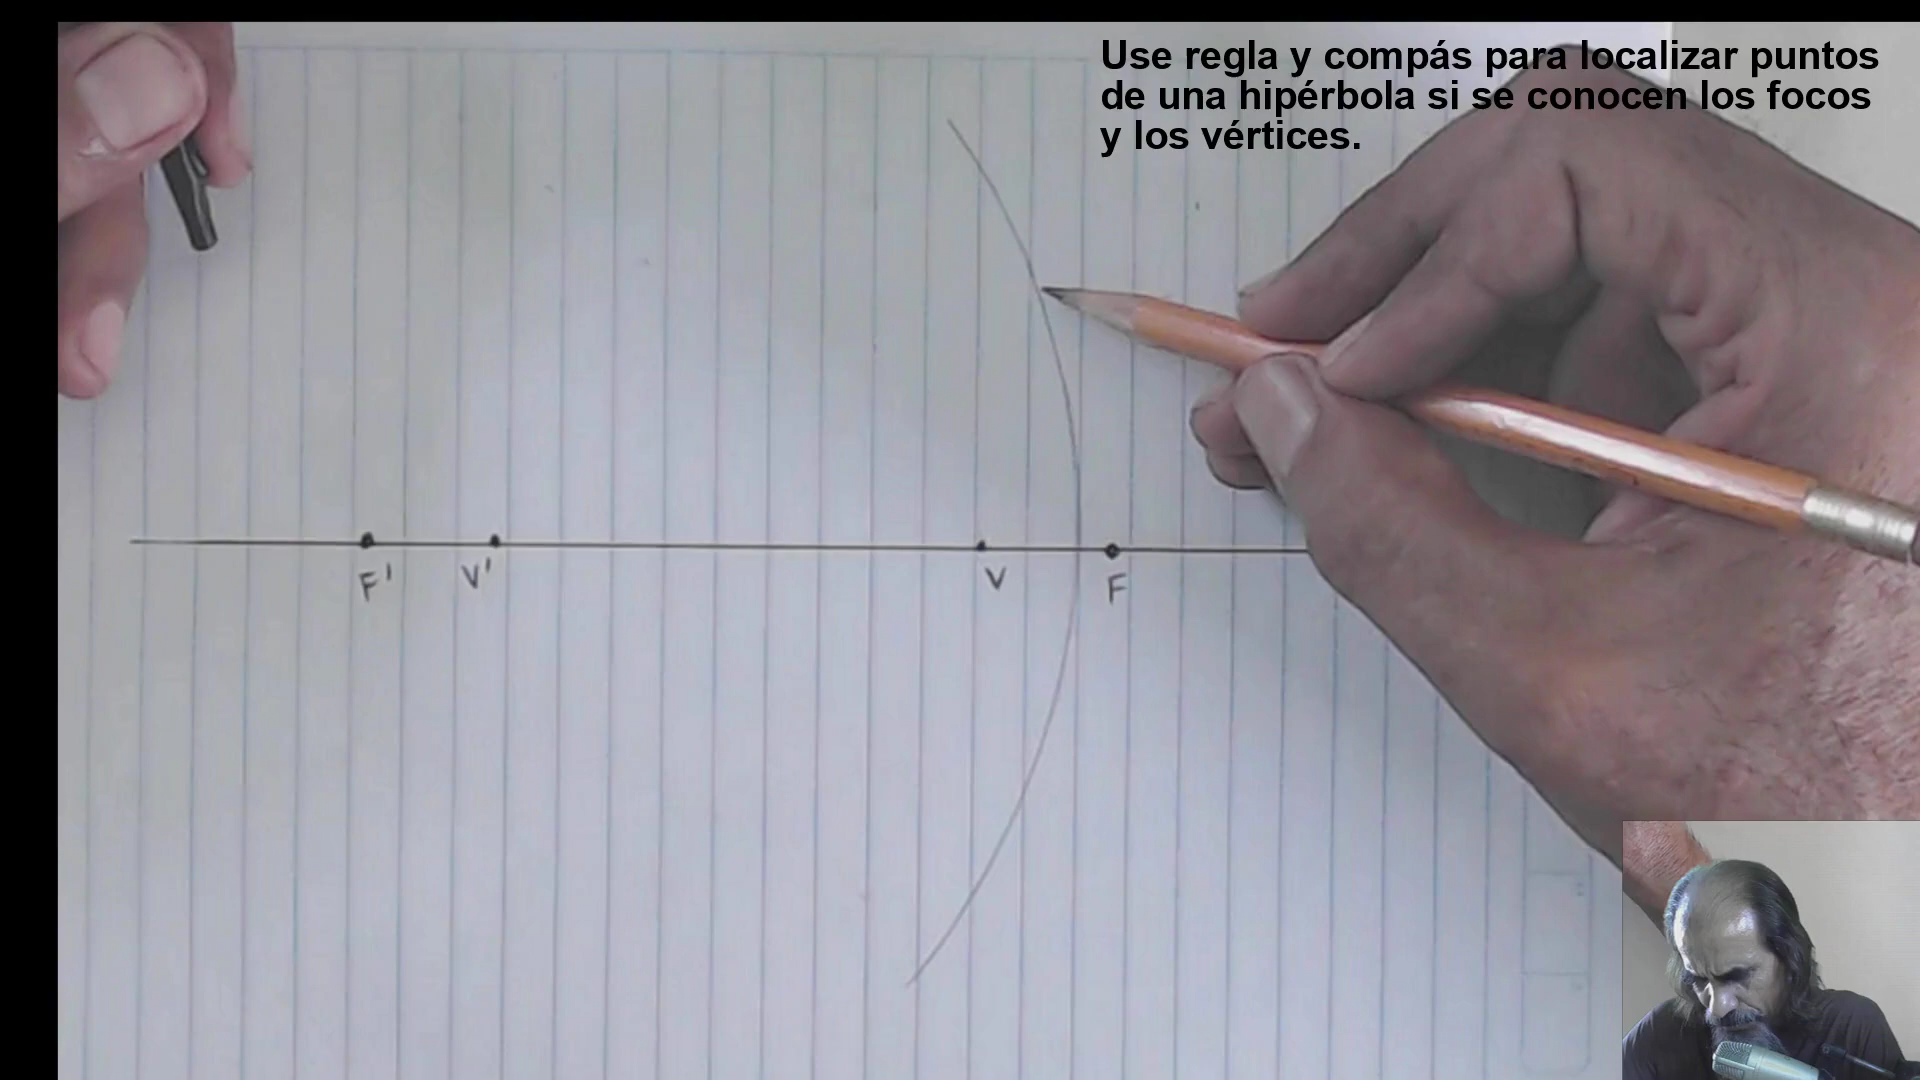 Use regla y compás para localizar puntos
de una hipérbola si se conocen los focos
y los vértices.
F' V' V F